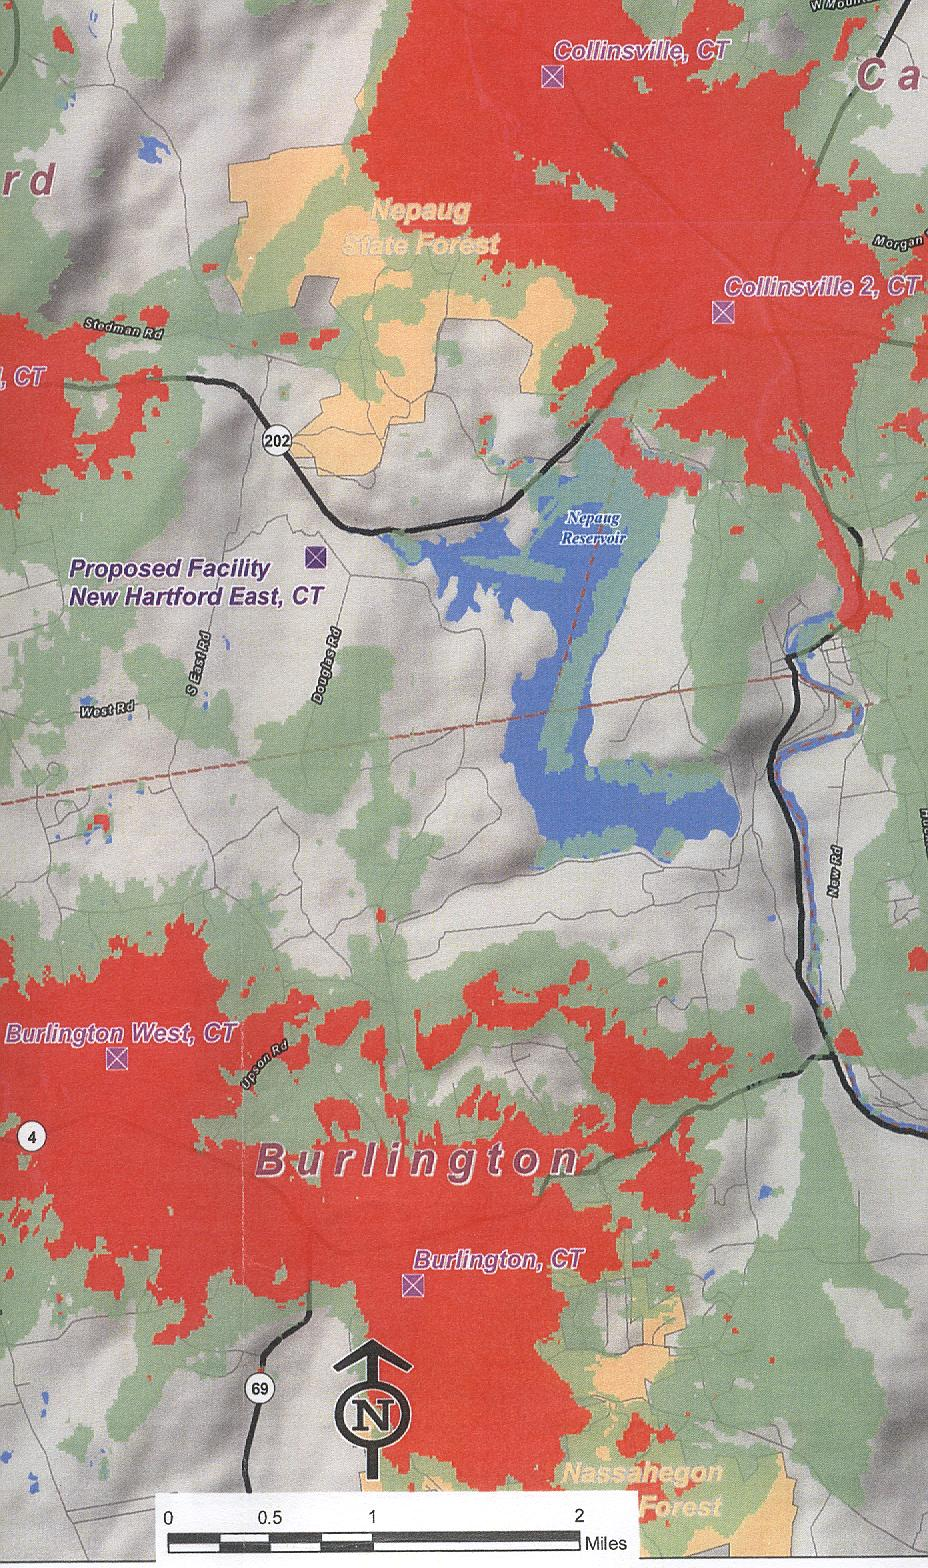 W Mount
Collinsville, CT
Ca
rd
Nepaug
State Forest
Morgan
Collinsville 2, CT
Stedman Rd
, CT
202
Nepaug
Reservoir
Proposed Facility
New Hartford East, CT
S East Rd
Douglas Rd
West Rd
New Rd
Burlington West, CT
Upson Rd
4
Burlington
Burlington, CT
69
N
Nassahegon
Forest
0 0.5 1 2
Miles